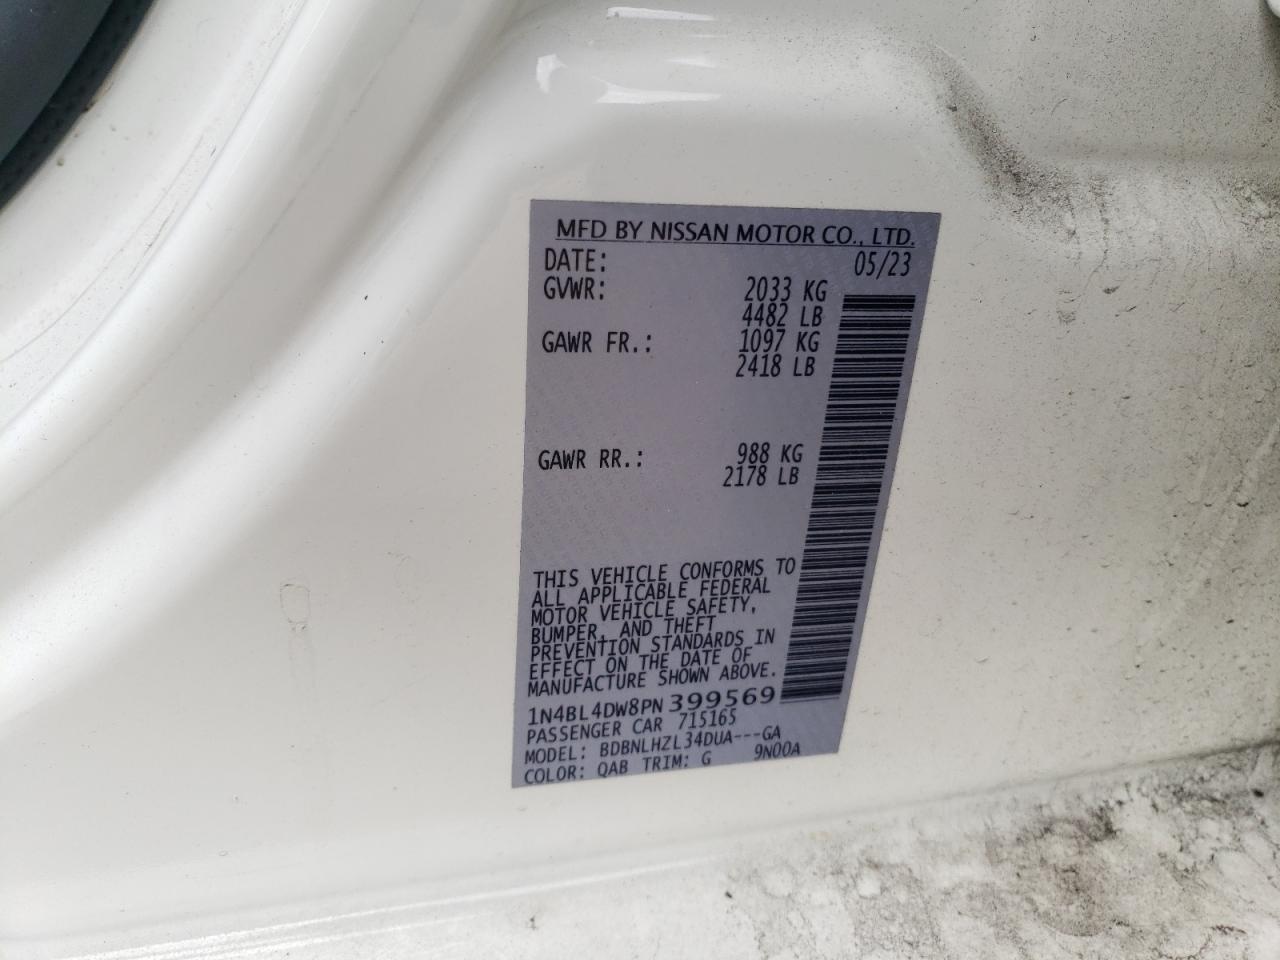 MFD BY NISSAN MOTOR CO., LTD.
DATE: 05/23
GVWR: 2033 KG
4482 LB
GAWR FR.: 1097 KG
2418 LB
GAWR RR.: 988 KG
2178 LB
THIS VEHICLE CONFORMS TO
ALL APPLICABLE FEDERAL
MOTOR VEHICLE SAFETY,
BUMPER, AND THEFT
PREVENTION STANDARDS IN
EFFECT ON THE DATE OF
MANUFACTURE SHOWN ABOVE.
1N4BL4DW8PN399569
PASSENGER CAR 715165
MODEL: BDBNLHZL34DUA---GA
COLOR: QAB TRIM: G 9N00A